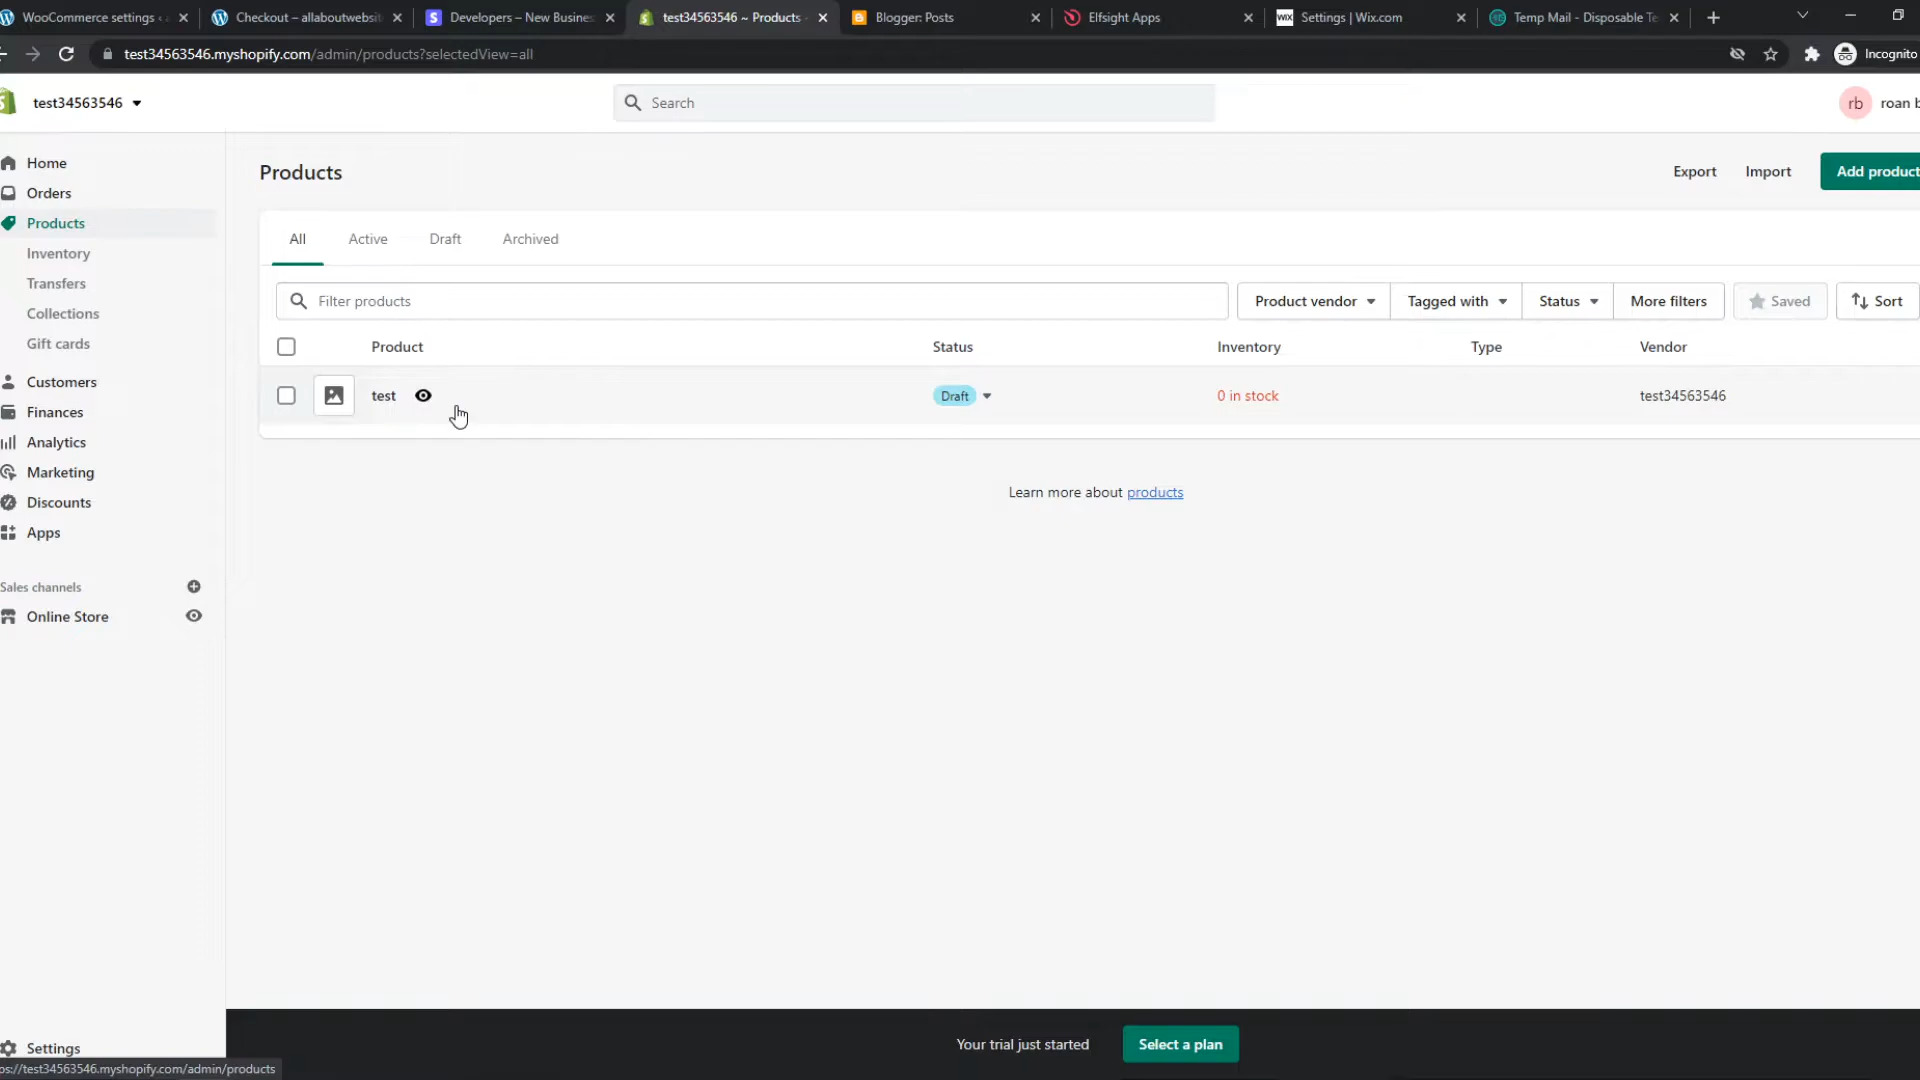 WooCommerce settings
Checkout – allaboutwebsit
Developers – New Busines
test34563546 ~ Products
Blogger: Posts
Elfsight Apps
WIX Settings | Wix.com
Temp Mail - Disposable Te
test34563546.myshopify.com/admin/products?selectedView=all
Incognito
test34563546
Search
rb roan b
Home
Orders
Products
Inventory
Transfers
Collections
Gift cards
Customers
Finances
Analytics
Marketing
Discounts
Apps
Sales channels
Online Store
Settings
Products
Export Import Add product
All Active Draft Archived
Filter products
Product vendor Tagged with Status More filters Saved Sort
Product Status Inventory Type Vendor
test Draft 0 in stock test34563546
Learn more about products
Your trial just started Select a plan
ps://test34563546.myshopify.com/admin/products